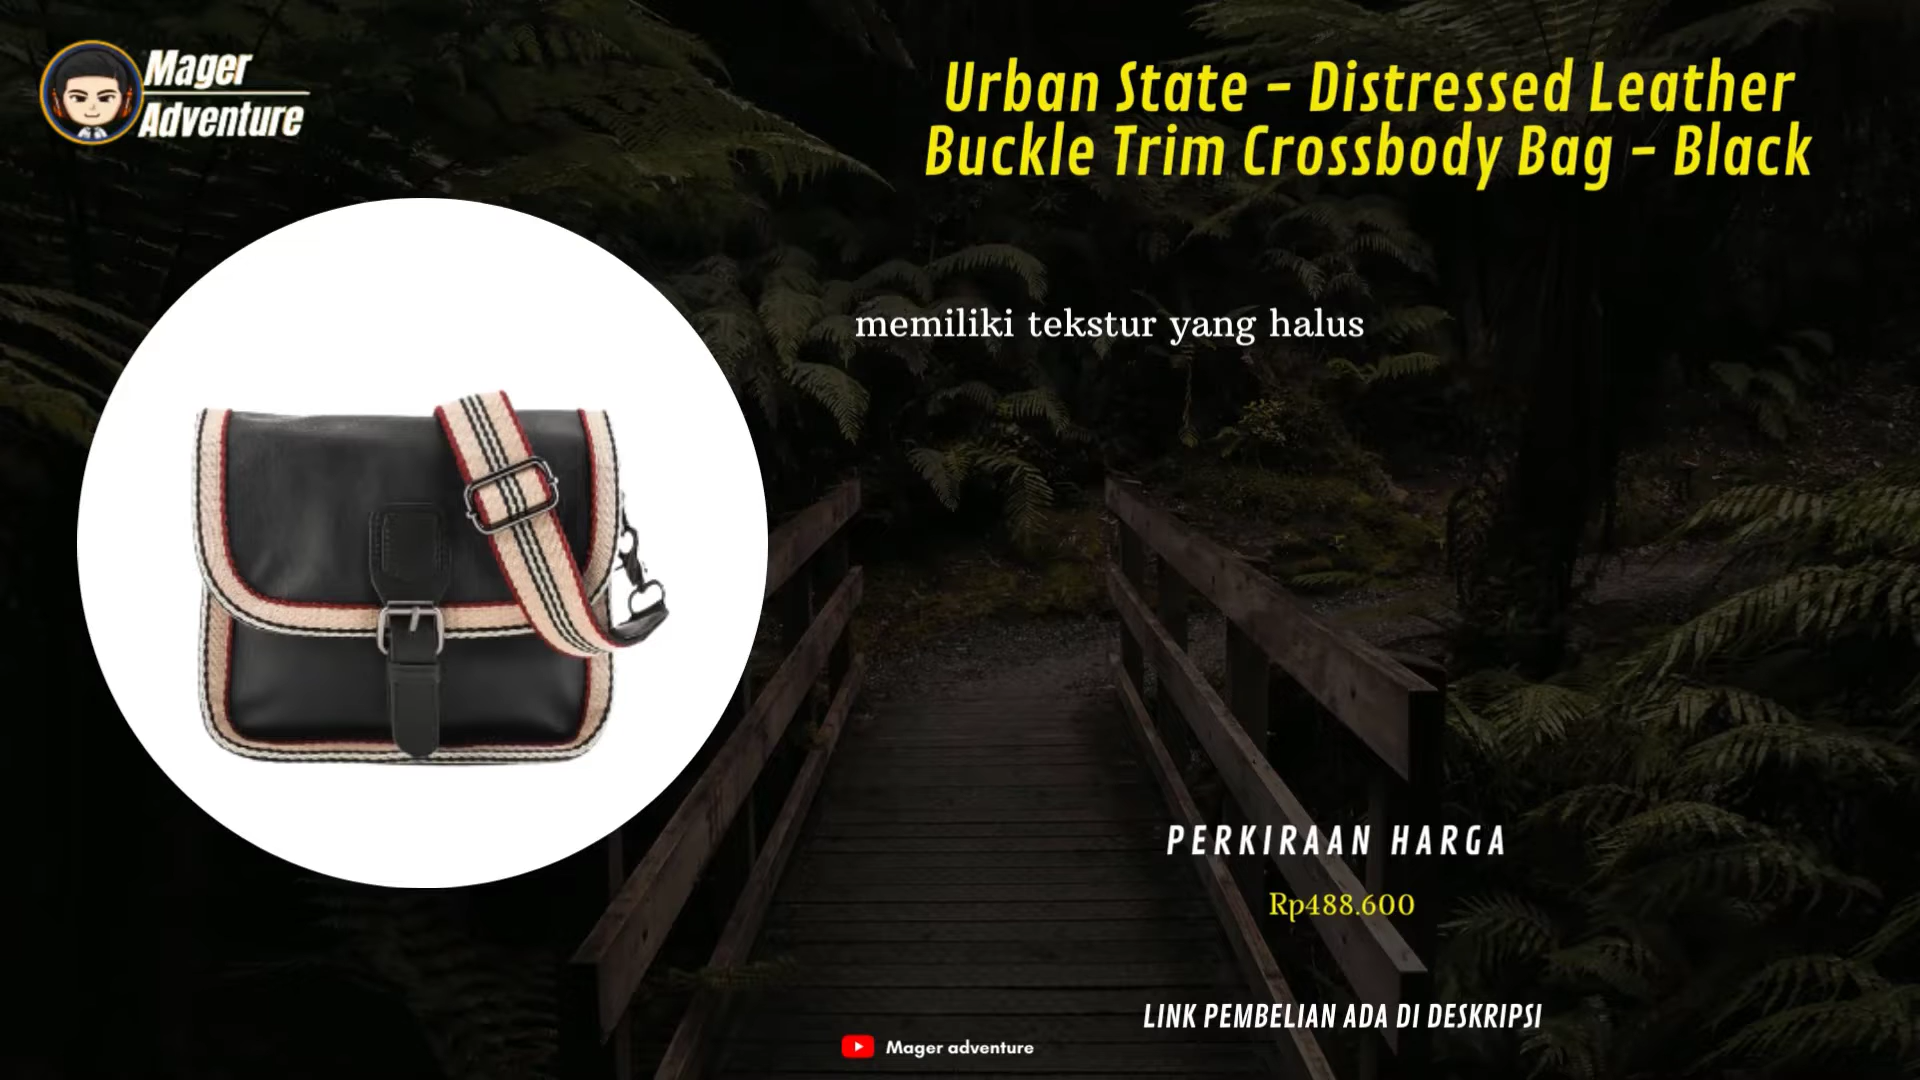 Mager
Adventure
Urban State - Distressed Leather
Buckle Trim Crossbody Bag - Black
memiliki tekstur yang halus
PERKIRAAN HARGA
Rp488.600
LINK PEMBELIAN ADA DI DESKRIPSI
Mager adventure